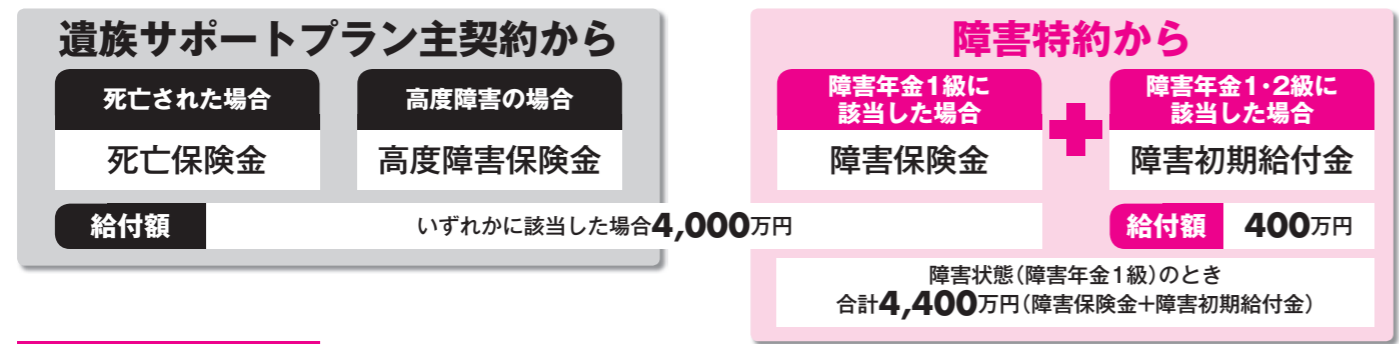 遺族サポートプラン主契約から
死亡された場合
高度障害の場合
死亡保険金
高度障害保険金
障害特約から
障害年金1級に
該当した場合
障害年金1・2級に
該当した場合
障害保険金
障害初期給付金
給付額
いずれかに該当した場合4,000万円
給付額
400万円
障害状態(障害年金1級)のとき
合計4,400万円(障害保険金+障害初期給付金)